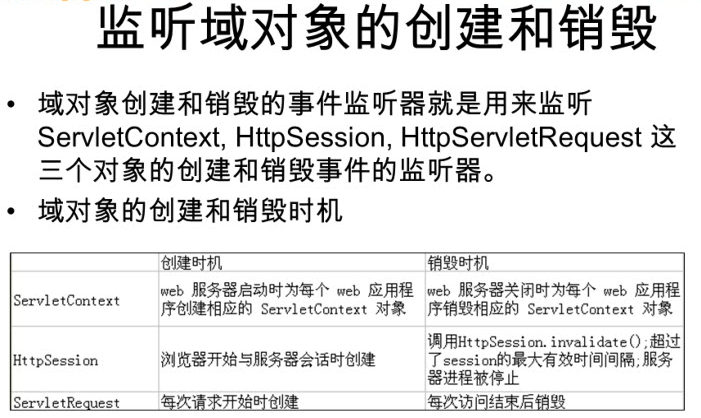 监听域对象的创建和销毁
• 域对象创建和销毁的事件监听器就是用来监听
ServletContext, HttpSession, HttpServletRequest 这
三个对象的创建和销毁事件的监听器。
• 域对象的创建和销毁时机
创建时机 销毁时机
ServletContext
web 服务器启动时为每个 web 应用程
序创建相应的 ServletContext 对象
web 服务器关闭时为每个 web 应用程
序销毁相应的 ServletContext 对象
HttpSession
浏览器开始与服务器会话时创建
调用HttpSession.invalidate();超过
了session的最大有效时间间隔;服务
器进程被停止
ServletRequest 每次请求开始时创建 每次访问结束后销毁